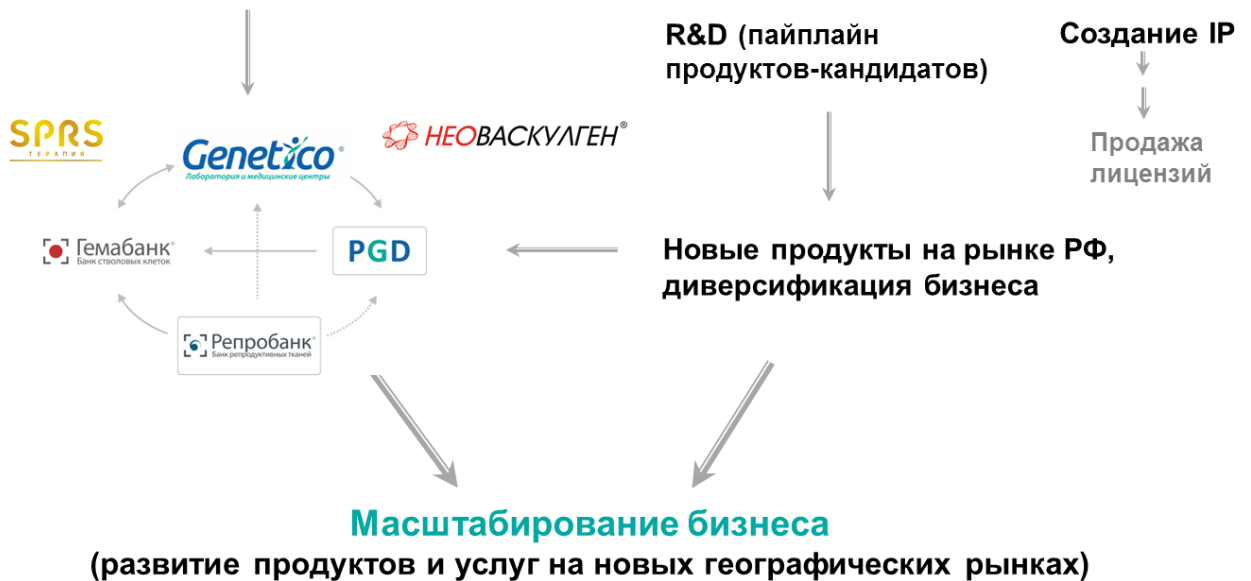 R&D (пайплайн
продуктов-кандидатов)
Создание IP
Продажа
лицензий
SPRS
ТЕРАПИЯ
Genetico®
Лаборатория и медицинские центры
НЕОВАСКУЛГЕН®
Гемабанк®
Банк стволовых клеток
PGD
Репробанк®
Банк репродуктивных тканей
Новые продукты на рынке РФ,
диверсификация бизнеса
Масштабирование бизнеса
(развитие продуктов и услуг на новых географических рынках)